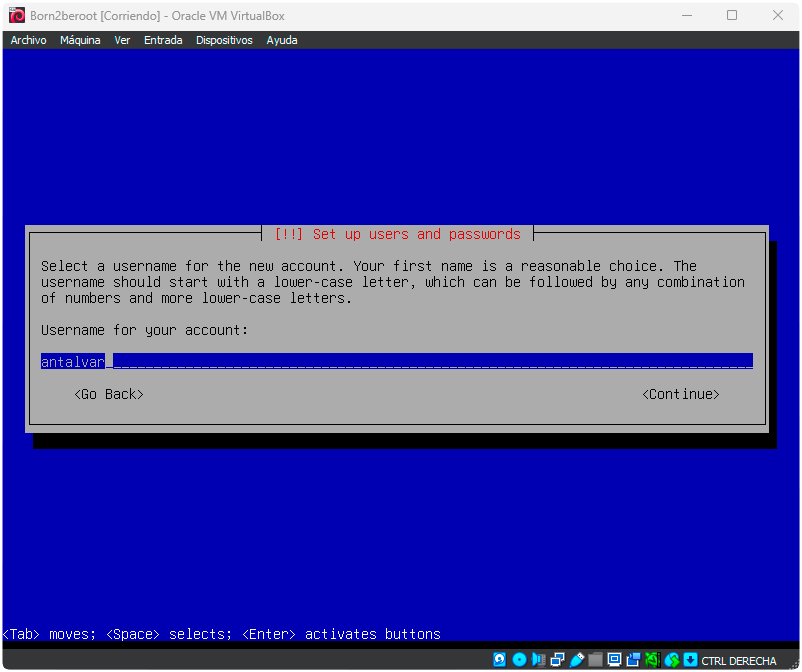 Born2beroot [Corriendo] - Oracle VM VirtualBox
Archivo Máquina Ver Entrada Dispositivos Ayuda
[!!] Set up users and passwords
Select a username for the new account. Your first name is a reasonable choice. The
username should start with a lower-case letter, which can be followed by any combination
of numbers and more lower-case letters.
Username for your account:
antalvar
<Go Back> <Continue>
<Tab> moves; <Space> selects; <Enter> activates buttons
CTRL DERECHA